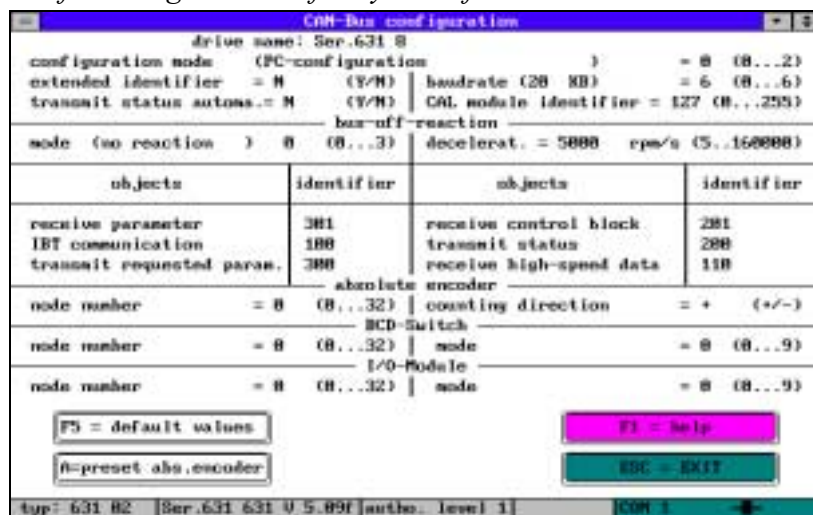 CAN-Bus configuration
drive name: Ser.631 8
configuration mode (PC-configuration ) = 0 (0...2)
extended identifier = N (Y/N) | baudrate (20 KB) = 6 (0...6)
transmit status automa.= N (Y/N) | CAL module identifier = 127 (0...255)
bus-off-reaction
mode (no reaction ) 0 (0...3) | decelerat. = 5000 rpm/s (5..160000)
objects identifier objects identifier
receive parameter 301 receive control block 201
IBT communication 100 transmit status 200
transmit requested param. 300 receive high-speed data 110
absolute encoder
node number = 0 (0...32) | counting direction = + (+/-)
BCD-Switch
node number = 0 (0...32) | mode = 0 (0...9)
I/O-Module
node number = 0 (0...32) | mode = 0 (0...9)
F5 = default values F1 = help
A=preset abs.encoder ESC = EXIT
typ: 631 02 Ser.631 631 V 5.09f autho. level 1 COM 1